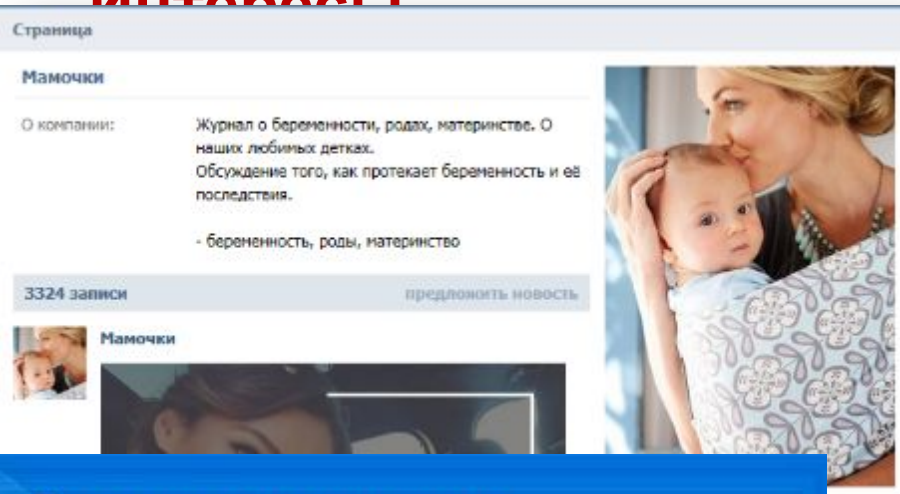 Интересы
Страница
Мамочки
О компании:
Журнал о беременности, родах, материнстве. О
наших любимых детках.
Обсуждение того, как протекает беременность и её
последствия.
- беременность, роды, материнство
3324 записи
предложить новость
Мамочки